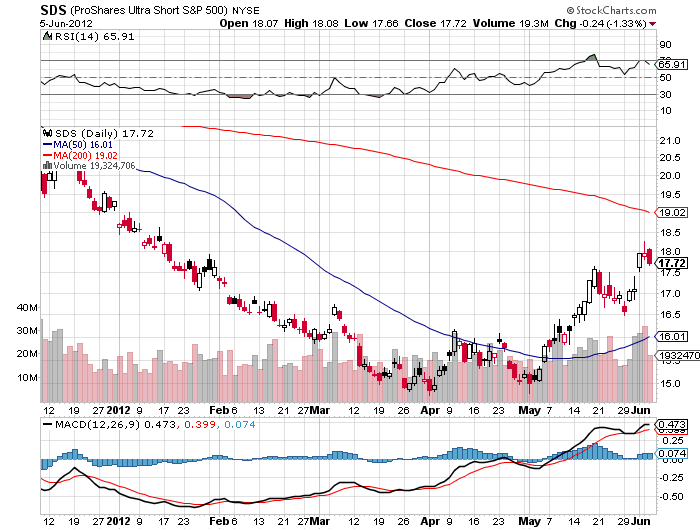 SDS (ProShares Ultra Short S&P 500) NYSE © StockCharts.com
5-Jun-2012 Open 18.07 High 18.08 Low 17.66 Close 17.72 Volume 19.3M Chg -0.24 (-1.33%)
RSI(14) 65.91
90
70
65.91
50
30
10
SDS (Daily) 17.72
MA(50) 16.01
MA(200) 19.02
Volume 19,324,706
21.0
20.5
20.0
19.5
19.02
18.5
18.0
17.72
17.5
17.0
16.5
16.01
19324706
15.5
15.0
40M
30M
20M
10M
12 19 27 2012 9 17 23 Feb 6 13 21 27 Mar 12 19 26 Apr 9 16 23 May 7 14 21 29 Jun
MACD(12,26,9) 0.473, 0.399, 0.074
0.473
0.399
0.25
0.074
-0.25
-0.50
12 19 27 2012 9 17 23 Feb 6 13 21 27 Mar 12 19 26 Apr 9 16 23 May 7 14 21 29 Jun